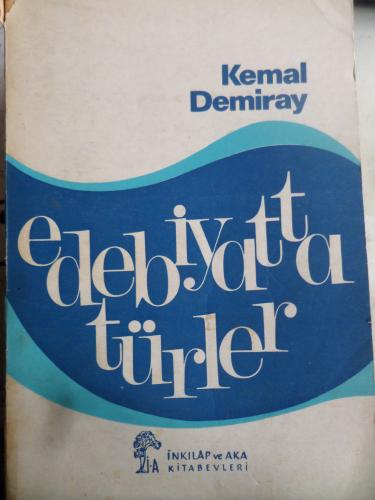 Kemal
Demiray
edebiyatta
türler
i-A
İNKILÂP ve AKA
KİTABEVLERİ